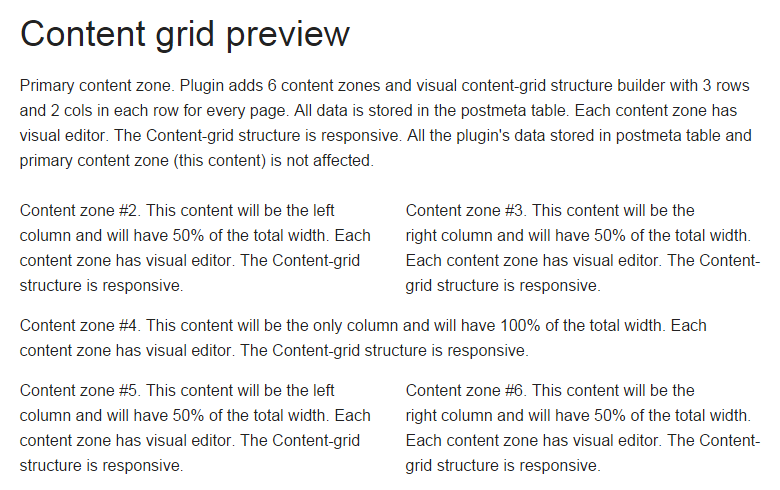 Content grid preview
Primary content zone. Plugin adds 6 content zones and visual content-grid structure builder with 3 rows
and 2 cols in each row for every page. All data is stored in the postmeta table. Each content zone has
visual editor. The Content-grid structure is responsive. All the plugin's data stored in postmeta table and
primary content zone (this content) is not affected.
Content zone #2. This content will be the left
column and will have 50% of the total width. Each
content zone has visual editor. The Content-grid
structure is responsive.
Content zone #3. This content will be the
right column and will have 50% of the total width.
Each content zone has visual editor. The Content-
grid structure is responsive.
Content zone #4. This content will be the only column and will have 100% of the total width. Each
content zone has visual editor. The Content-grid structure is responsive.
Content zone #5. This content will be the left
column and will have 50% of the total width. Each
content zone has visual editor. The Content-grid
structure is responsive.
Content zone #6. This content will be the
right column and will have 50% of the total width.
Each content zone has visual editor. The Content-
grid structure is responsive.